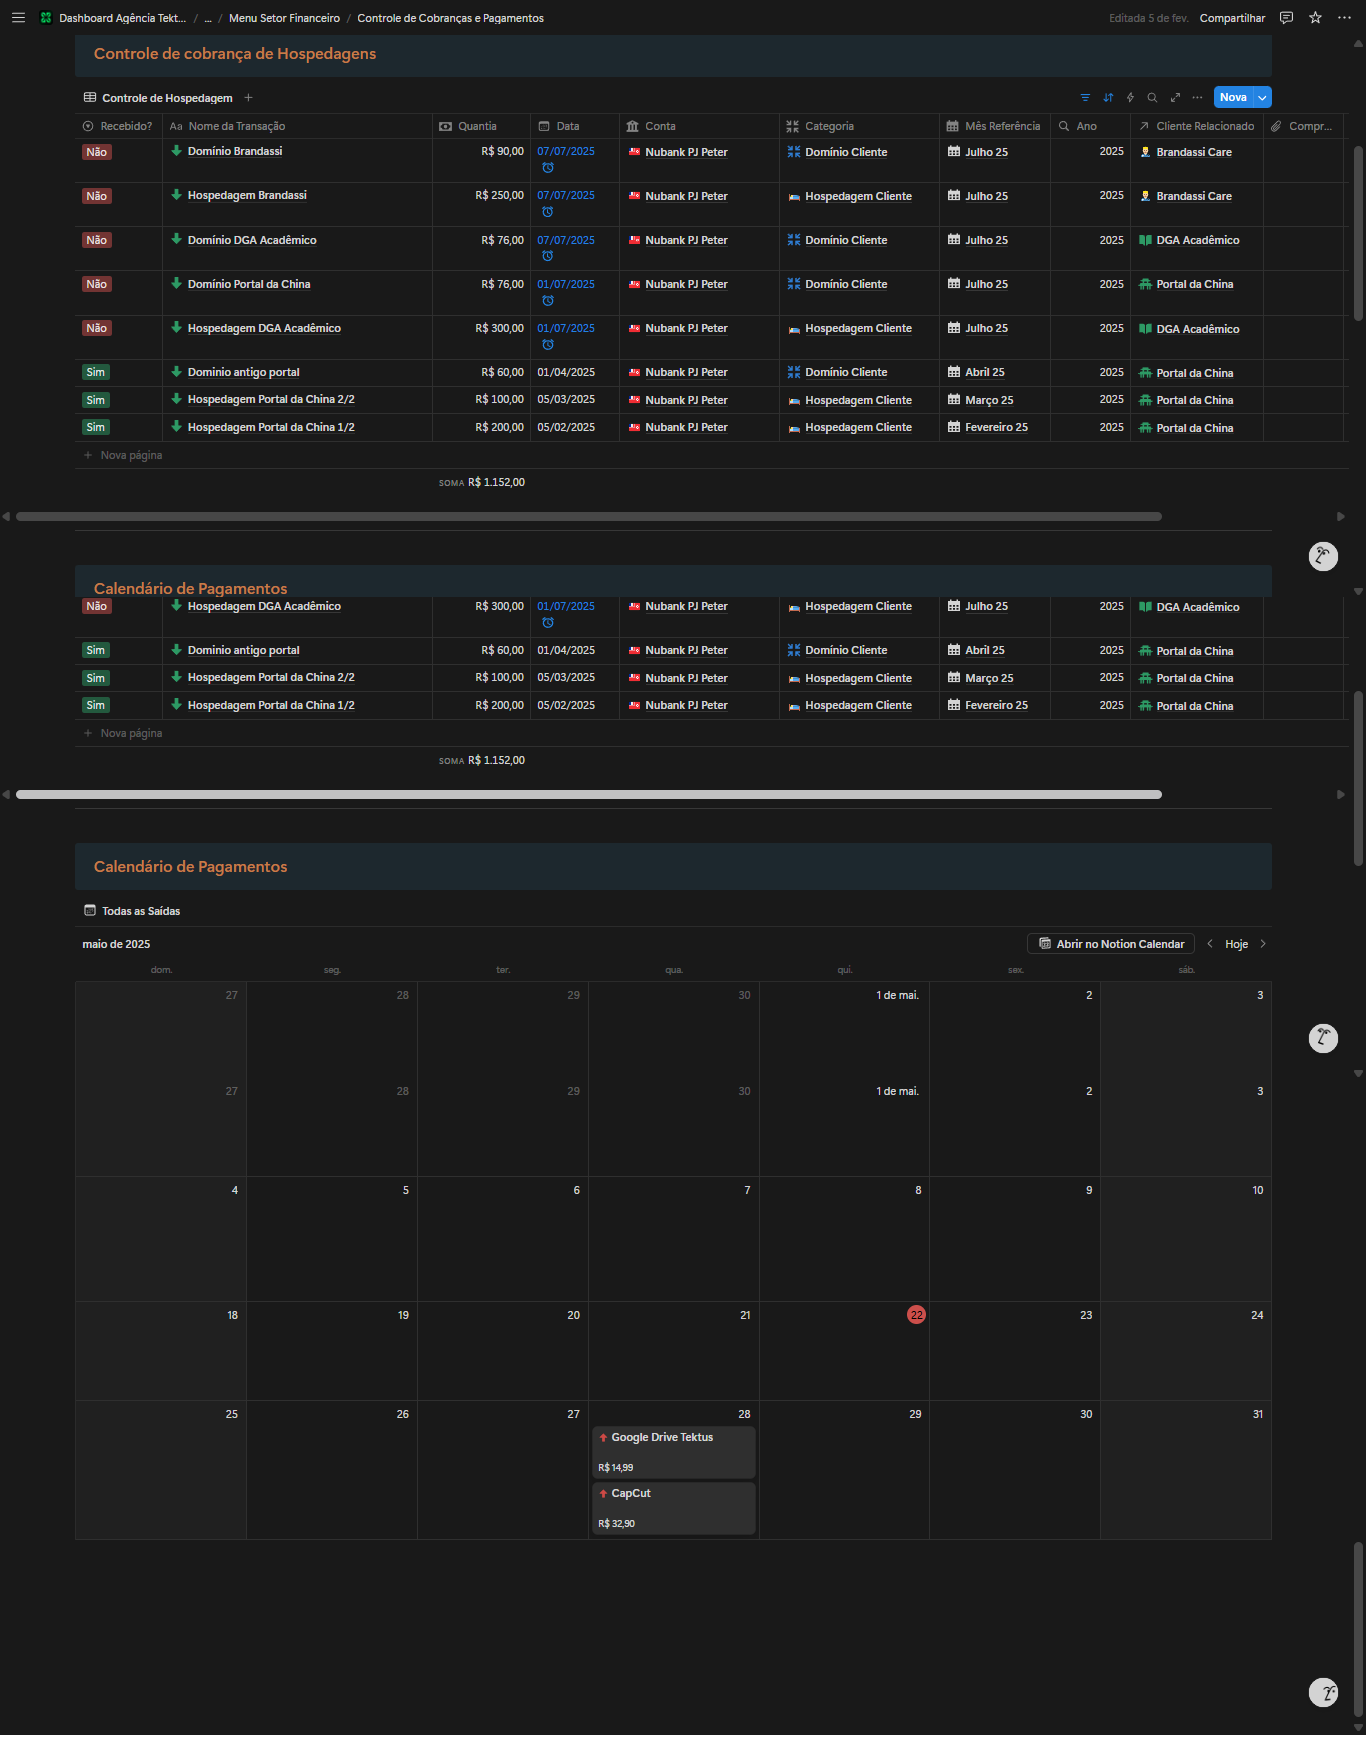 Dashboard Agência Tekt... / ... / Menu Setor Financeiro / Controle de Cobranças e Pagamentos Editada 5 de fev. Compartilhar
Controle de cobrança de Hospedagens
Controle de Hospedagem Nova
Recebido? Aa Nome da Transação Quantia Data Conta Categoria Mês Referência Ano Cliente Relacionado Compr...
Não Domínio Brandassi R$ 90,00 07/07/2025 Nubank PJ Peter Domínio Cliente Julho 25 2025 Brandassi Care
Não Hospedagem Brandassi R$ 250,00 07/07/2025 Nubank PJ Peter Hospedagem Cliente Julho 25 2025 Brandassi Care
Não Domínio DGA Acadêmico R$ 76,00 07/07/2025 Nubank PJ Peter Domínio Cliente Julho 25 2025 DGA Acadêmico
Não Domínio Portal da China R$ 76,00 01/07/2025 Nubank PJ Peter Domínio Cliente Julho 25 2025 Portal da China
Não Hospedagem DGA Acadêmico R$ 300,00 01/07/2025 Nubank PJ Peter Hospedagem Cliente Julho 25 2025 DGA Acadêmico
Sim Dominio antigo portal R$ 60,00 01/04/2025 Nubank PJ Peter Domínio Cliente Abril 25 2025 Portal da China
Sim Hospedagem Portal da China 2/2 R$ 100,00 05/03/2025 Nubank PJ Peter Hospedagem Cliente Março 25 2025 Portal da China
Sim Hospedagem Portal da China 1/2 R$ 200,00 05/02/2025 Nubank PJ Peter Hospedagem Cliente Fevereiro 25 2025 Portal da China
Nova página
SOMA R$ 1.152,00
Calendário de Pagamentos
Não Hospedagem DGA Acadêmico R$ 300,00 01/07/2025 Nubank PJ Peter Hospedagem Cliente Julho 25 2025 DGA Acadêmico
Sim Dominio antigo portal R$ 60,00 01/04/2025 Nubank PJ Peter Domínio Cliente Abril 25 2025 Portal da China
Sim Hospedagem Portal da China 2/2 R$ 100,00 05/03/2025 Nubank PJ Peter Hospedagem Cliente Março 25 2025 Portal da China
Sim Hospedagem Portal da China 1/2 R$ 200,00 05/02/2025 Nubank PJ Peter Hospedagem Cliente Fevereiro 25 2025 Portal da China
Nova página
SOMA R$ 1.152,00
Calendário de Pagamentos
Todas as Saídas
maio de 2025 Abrir no Notion Calendar Hoje
dom. seg. ter. qua. qui. sex. sáb.
27 28 29 30 1 de mai. 2 3
27 28 29 30 1 de mai. 2 3
4 5 6 7 8 9 10
18 19 20 21 22 23 24
25 26 27 28 29 30 31
Google Drive Tektus
R$ 14,99
CapCut
R$ 32,90